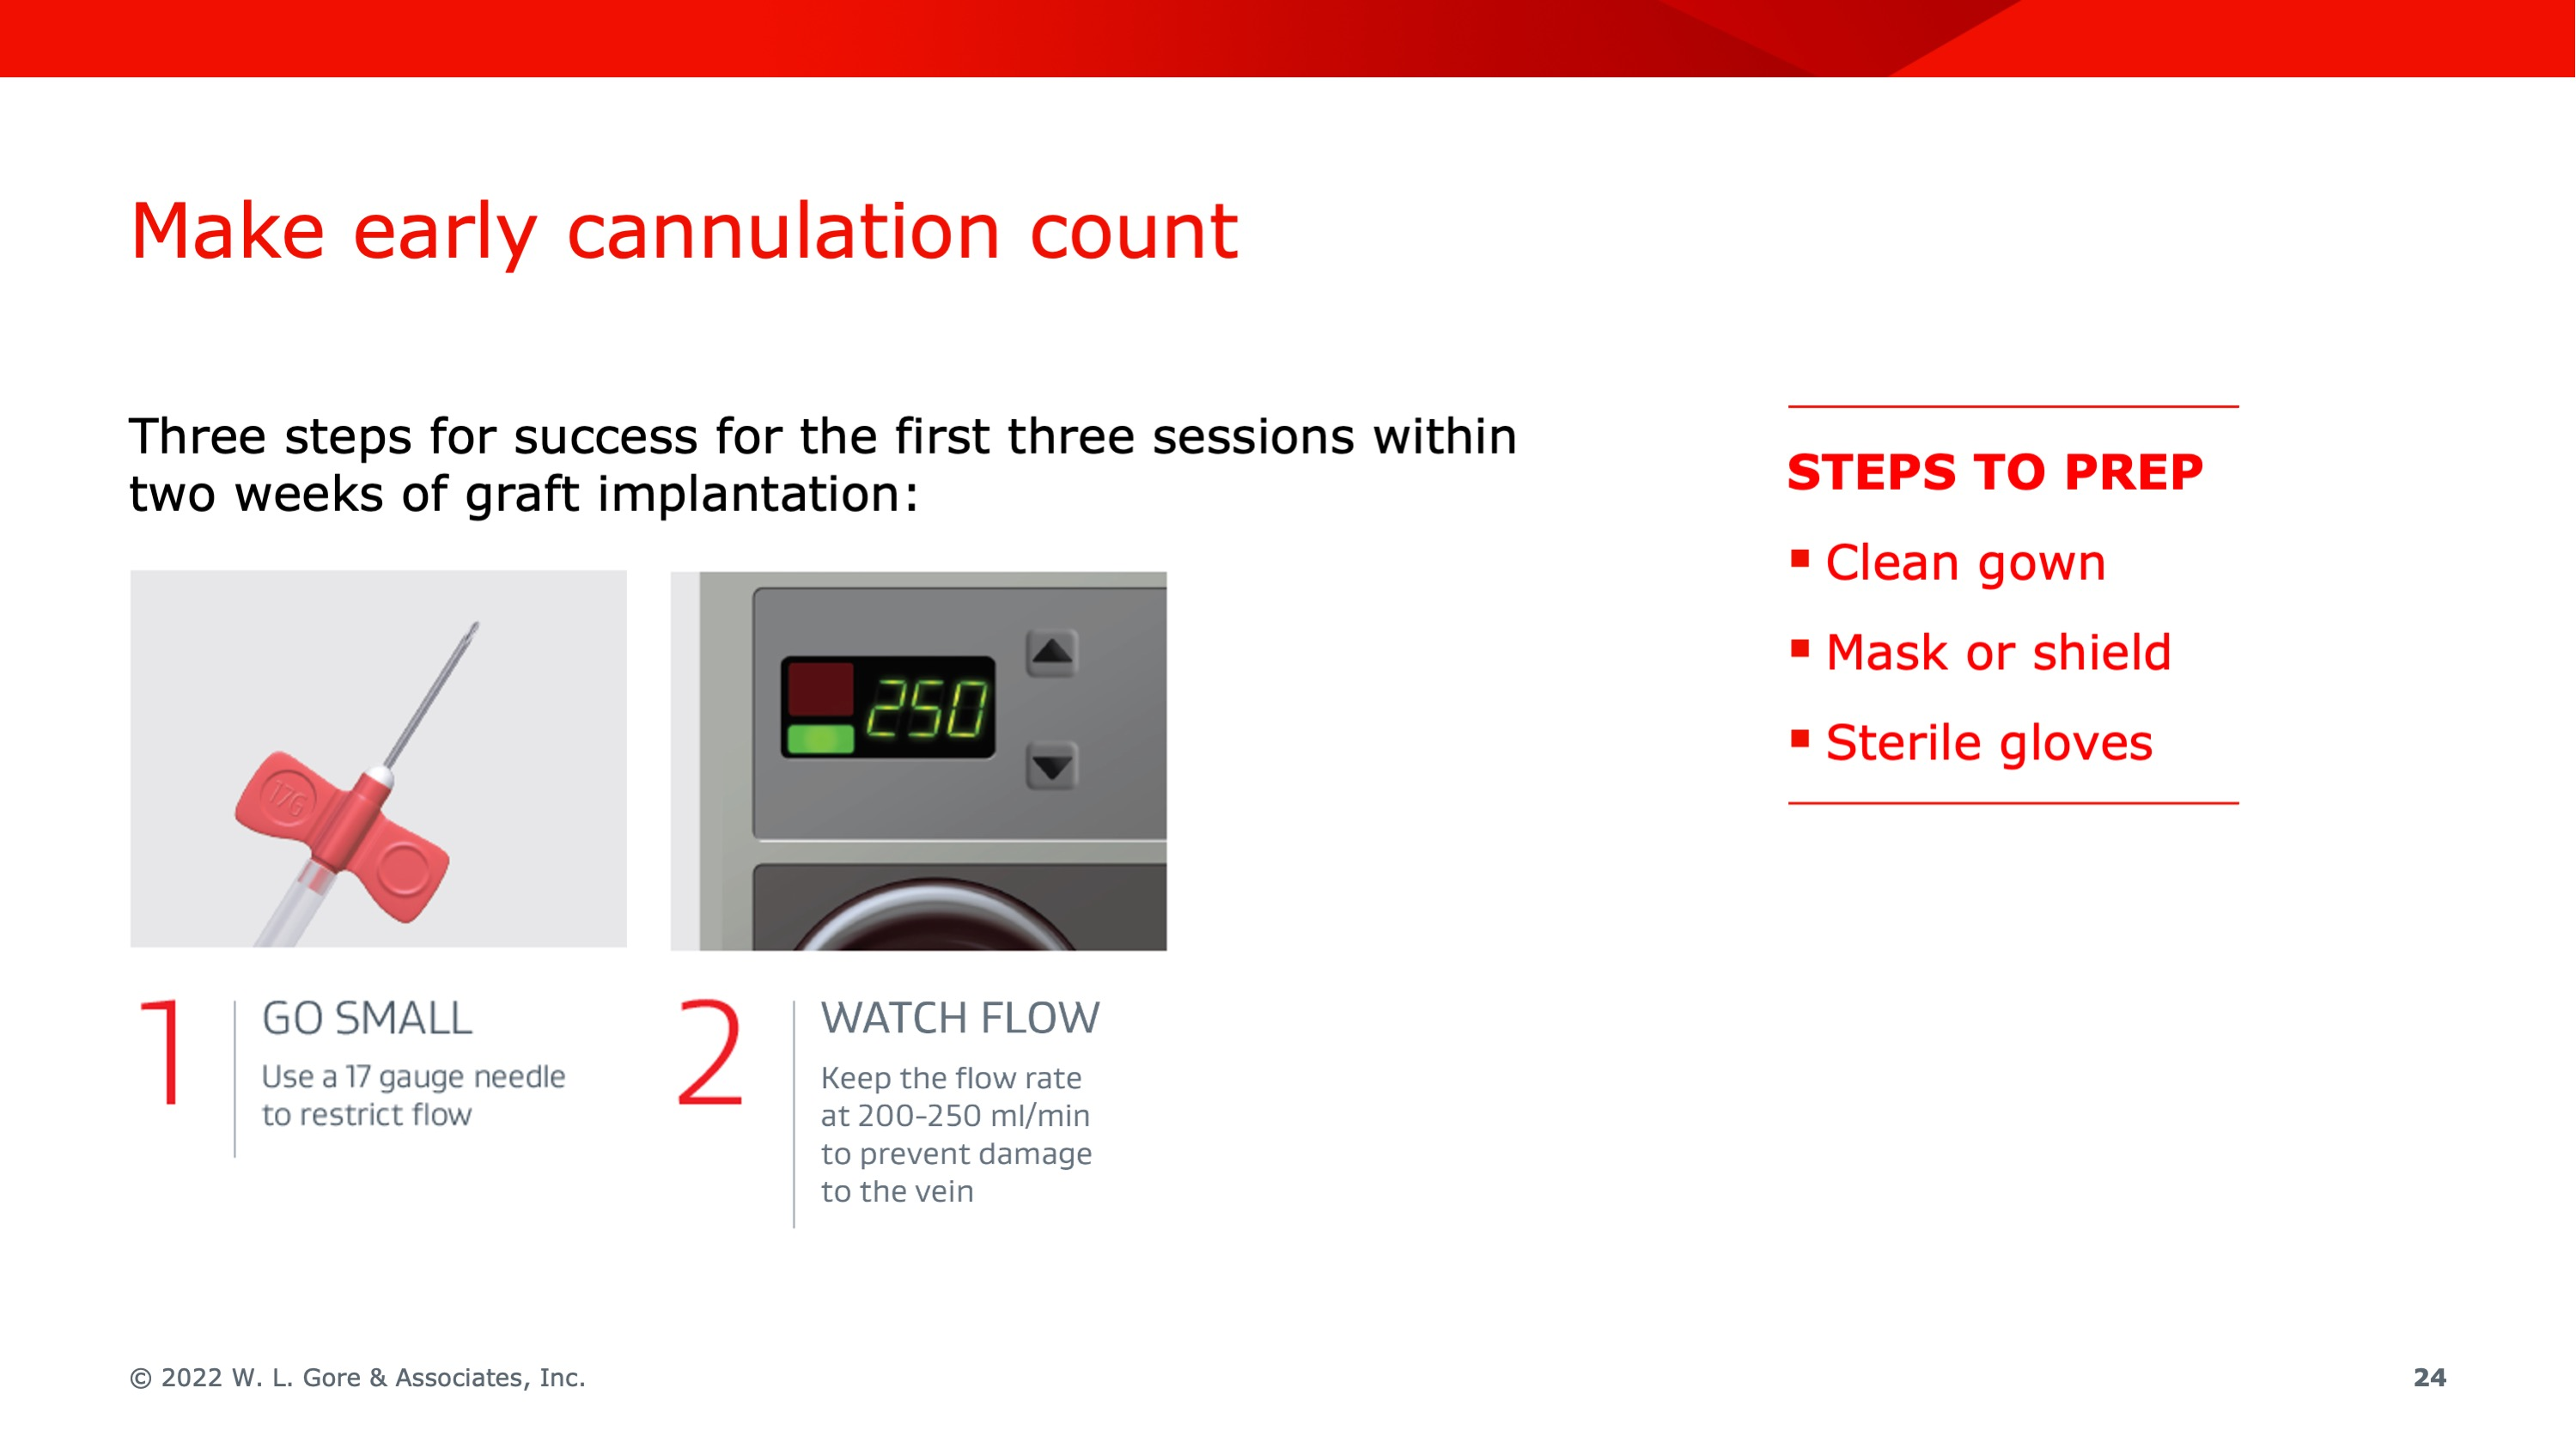 Make early cannulation count
Three steps for success for the first three sessions within
two weeks of graft implantation:
17G
250
1
GO SMALL
Use a 17 gauge needle
to restrict flow
2
WATCH FLOW
Keep the flow rate
at 200-250 ml/min
to prevent damage
to the vein
STEPS TO PREP
▪ Clean gown
▪ Mask or shield
▪ Sterile gloves
© 2022 W. L. Gore & Associates, Inc.
24